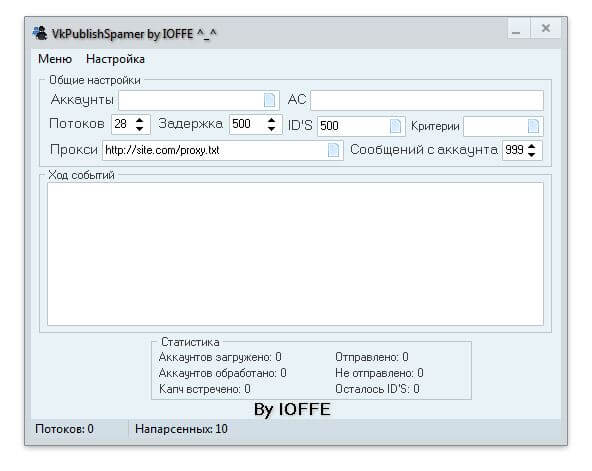 VkPublishSpamer by IOFFE ^_^
Меню Настройка
Общие настройки
Аккаунты AC
Потоков 28 Задержка 500 ID'S 500 Критерии
Прокси http://site.com/proxy.txt Сообщений с аккаунта 999
Ход событий
Статистика
Аккаунтов загружено: 0 Отправлено: 0
Аккаунтов обработано: 0 Не отправлено: 0
Капч встречено: 0 Осталось ID'S: 0
By IOFFE
Потоков: 0 Напарсенных: 10